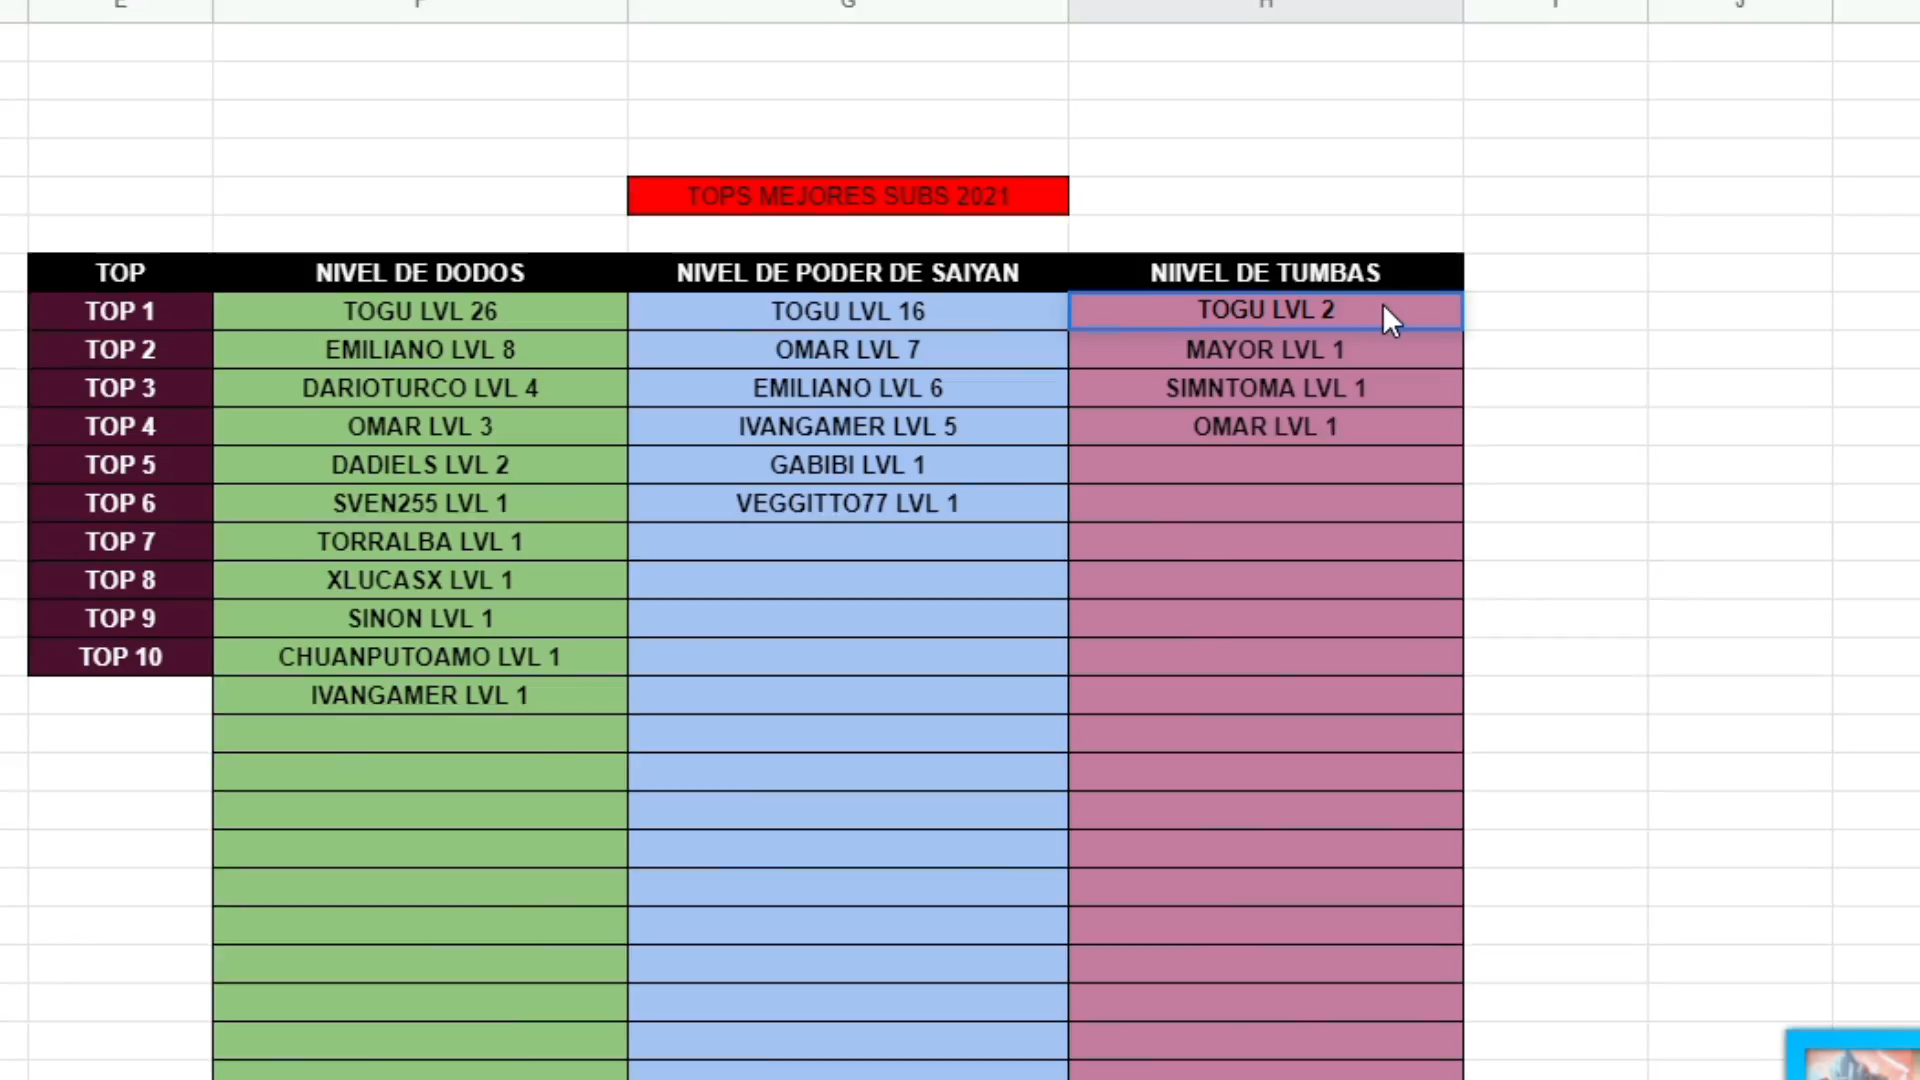 E F G H I J
TOPS MEJORES SUBS 2021
TOP NIVEL DE DODOS NIVEL DE PODER DE SAIYAN NIIVEL DE TUMBAS
TOP 1 TOGU LVL 26 TOGU LVL 16 TOGU LVL 2
TOP 2 EMILIANO LVL 8 OMAR LVL 7 MAYOR LVL 1
TOP 3 DARIOTURCO LVL 4 EMILIANO LVL 6 SIMNTOMA LVL 1
TOP 4 OMAR LVL 3 IVANGAMER LVL 5 OMAR LVL 1
TOP 5 DADIELS LVL 2 GABIBI LVL 1
TOP 6 SVEN255 LVL 1 VEGGITTO77 LVL 1
TOP 7 TORRALBA LVL 1
TOP 8 XLUCASX LVL 1
TOP 9 SINON LVL 1
TOP 10 CHUANPUTOAMO LVL 1
IVANGAMER LVL 1